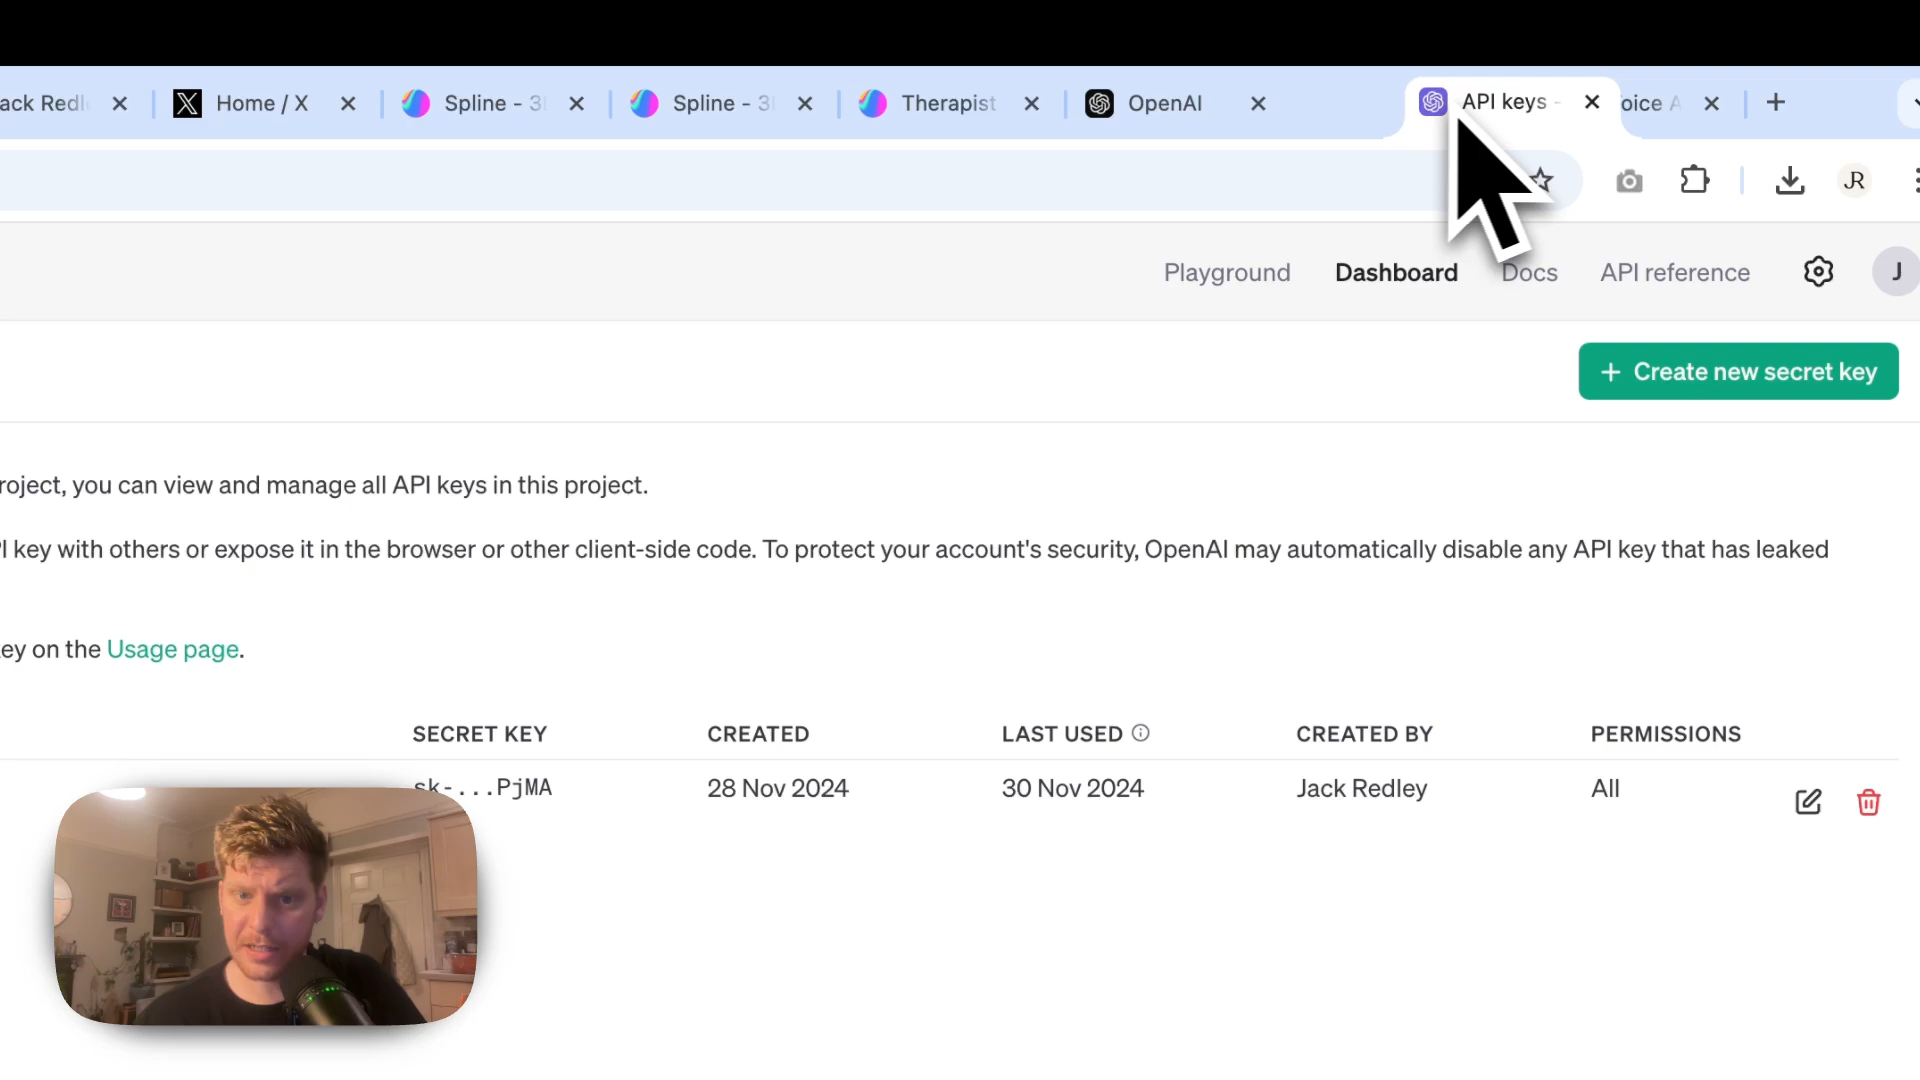 ack Redl
Home / X
Spline - 3
Spline - 3
Therapist
OpenAI
API keys -
oice A
JR
Playground
Dashboard
Docs
API reference
J
+ Create new secret key
roject, you can view and manage all API keys in this project.
I key with others or expose it in the browser or other client-side code. To protect your account's security, OpenAI may automatically disable any API key that has leaked
ey on the Usage page.
SECRET KEY
CREATED
LAST USED
CREATED BY
PERMISSIONS
sk-...PjMA
28 Nov 2024
30 Nov 2024
Jack Redley
All